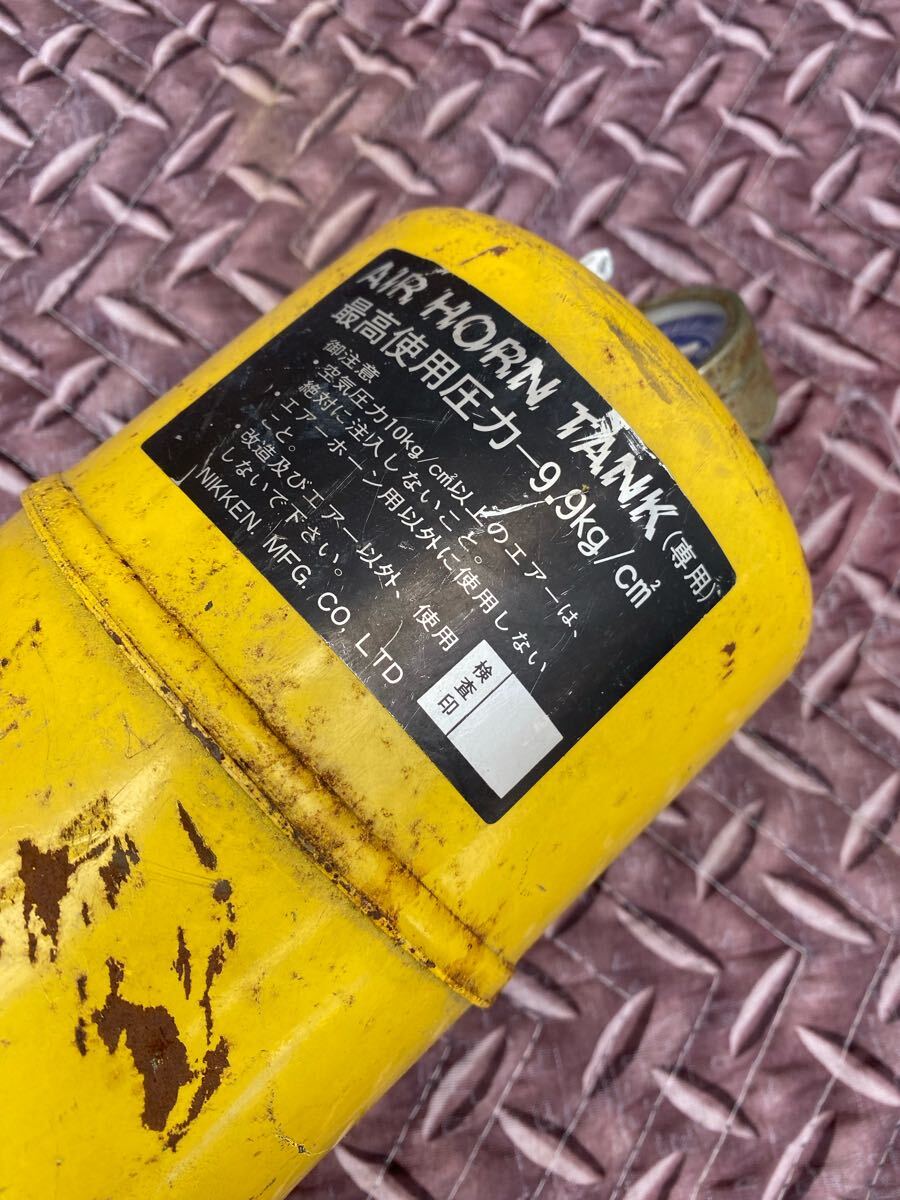 AIR HORN TANK (専用)
最高使用圧力—9.9kg/cm²
御注意
・空気圧力10kg/cm²以上のエアーは、
絶対に注入しないこと。
・エアーホーン用以外に使用しない
こと。
・改造及びエアー以外、使用
しないで下さい。
NIKKEN. MFG. CO, LTD
検査印